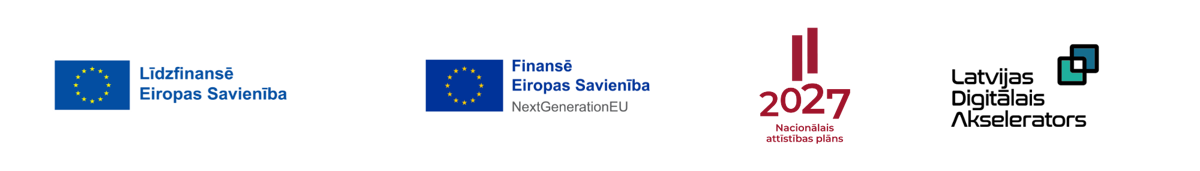 Līdzfinansē
Eiropas Savienība
Finansē
Eiropas Savienība
NextGenerationEU
2027
Nacionālais
attīstības plāns
Latvijas
Digitālais
Akselerators